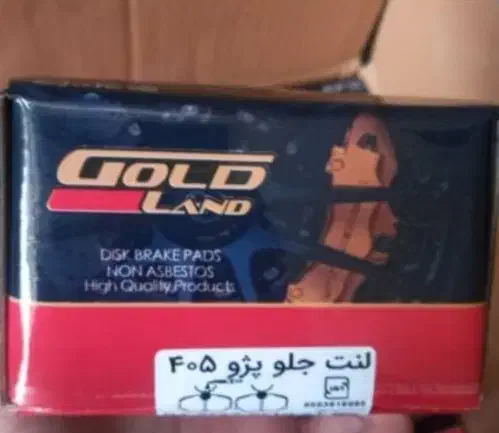 GOLD
LAND
DISK BRAKE PADS
NON ASBESTOS
High Quality Products
لنت جلو پژو ۴۰۵